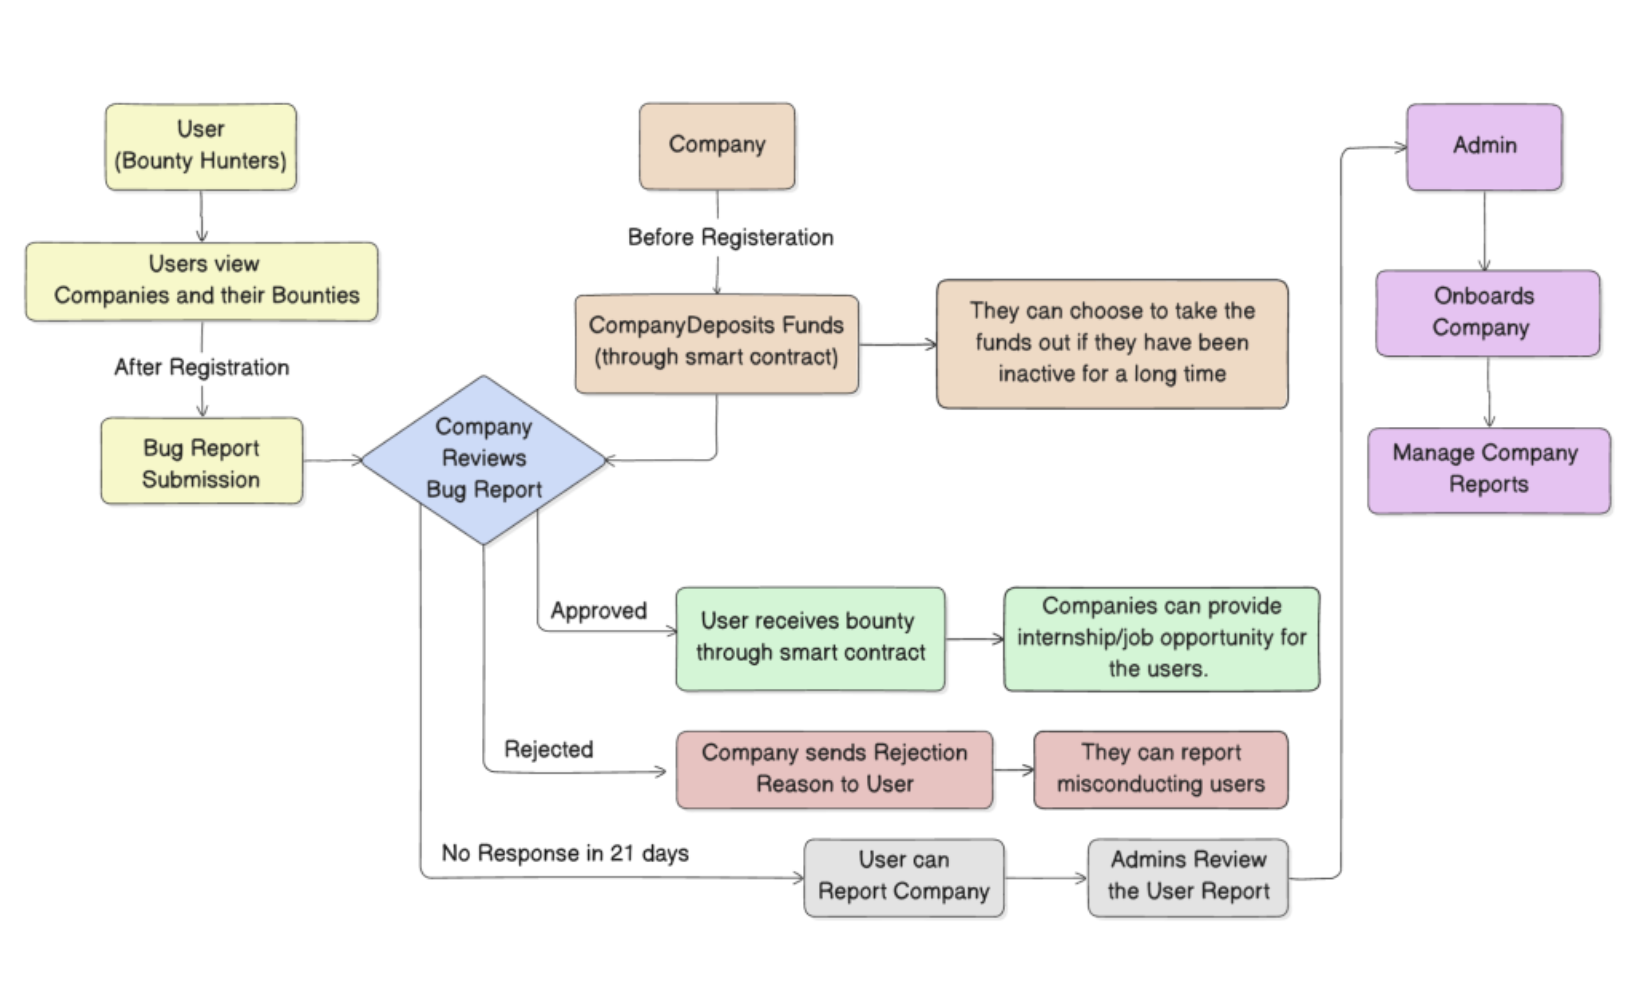 User
(Bounty Hunters)
Company
Admin
Users view
Companies and their Bounties
Before Registeration
Onboards
Company
CompanyDeposits Funds
(through smart contract)
They can choose to take the
funds out if they have been
inactive for a long time
After Registration
Bug Report
Submission
Company
Reviews
Bug Report
Manage Company
Reports
Approved
User receives bounty
through smart contract
Companies can provide
internship/job opportunity for
the users.
Rejected
Company sends Rejection
Reason to User
They can report
misconducting users
No Response in 21 days
User can
Report Company
Admins Review
the User Report